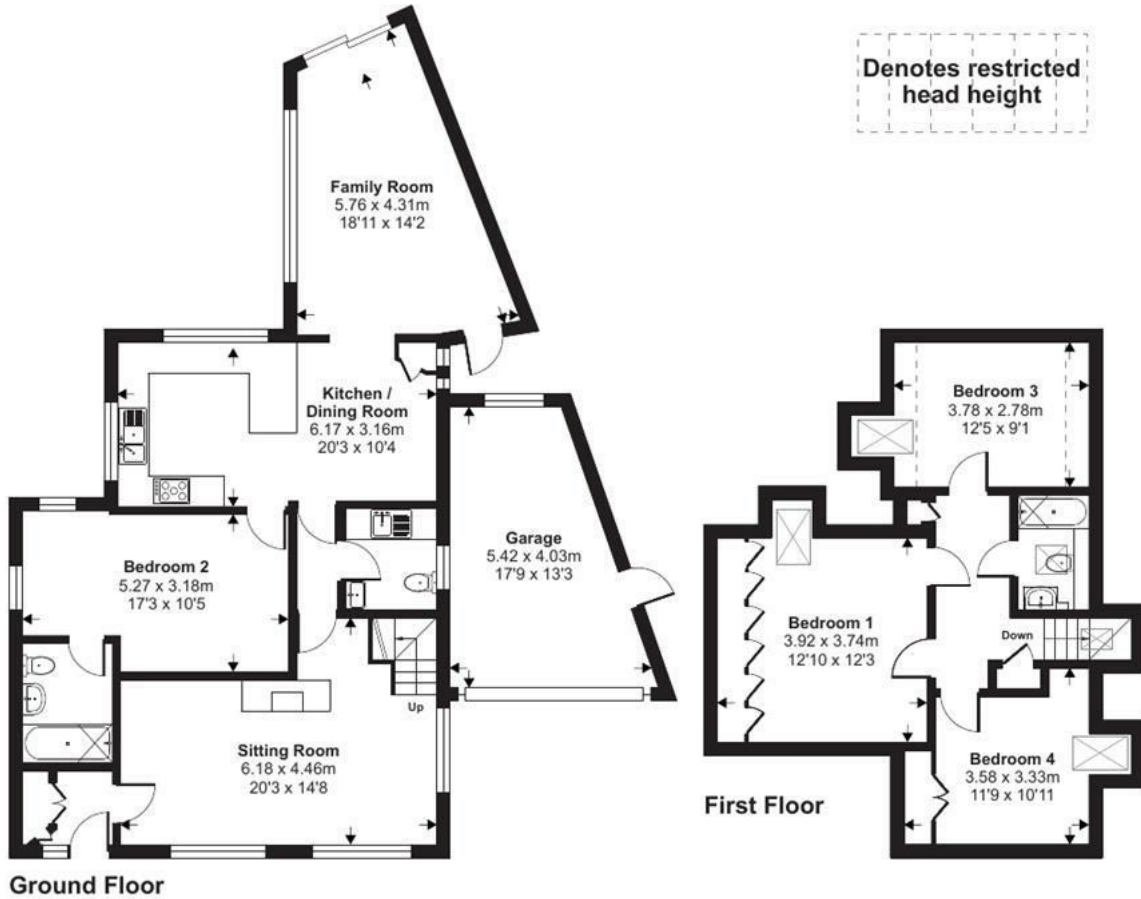 Denotes restricted
head height
Family Room
5.76 x 4.31m
18'11 x 14'2
Kitchen /
Dining Room
6.17 x 3.16m
20'3 x 10'4
Bedroom 2
5.27 x 3.18m
17'3 x 10'5
Garage
5.42 x 4.03m
17'9 x 13'3
Up
Sitting Room
6.18 x 4.46m
20'3 x 14'8
Ground Floor
Bedroom 3
3.78 x 2.78m
12'5 x 9'1
Bedroom 1
3.92 x 3.74m
12'10 x 12'3
Down
Bedroom 4
3.58 x 3.33m
11'9 x 10'11
First Floor